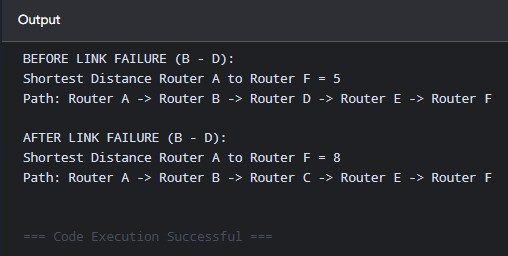 Output
BEFORE LINK FAILURE (B - D):
Shortest Distance Router A to Router F = 5
Path: Router A -> Router B -> Router D -> Router E -> Router F
AFTER LINK FAILURE (B - D):
Shortest Distance Router A to Router F = 8
Path: Router A -> Router B -> Router C -> Router E -> Router F
=== Code Execution Successful ===